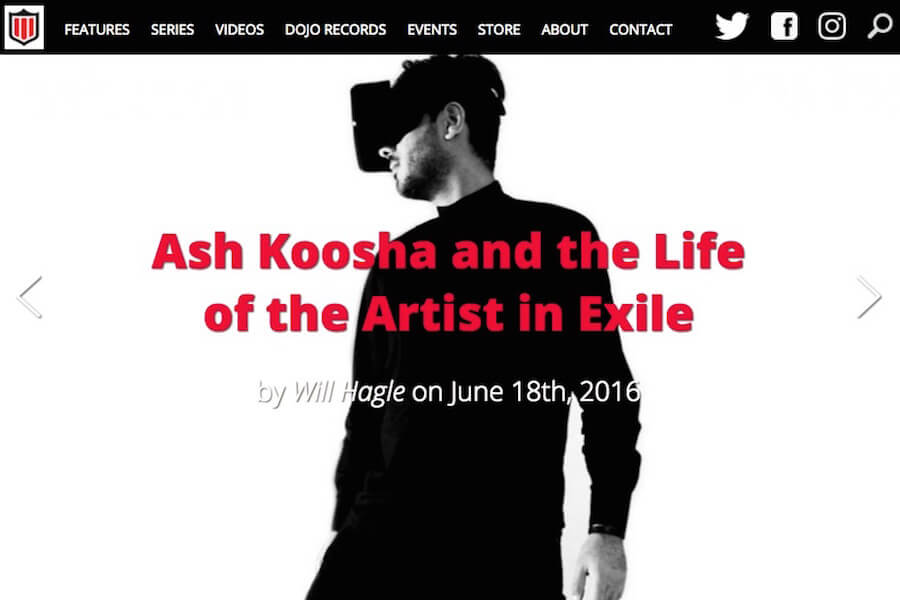 FEATURES SERIES VIDEOS DOJO RECORDS EVENTS STORE ABOUT CONTACT
Ash Koosha and the Life
of the Artist in Exile
by Will Hagle on June 18th, 2016